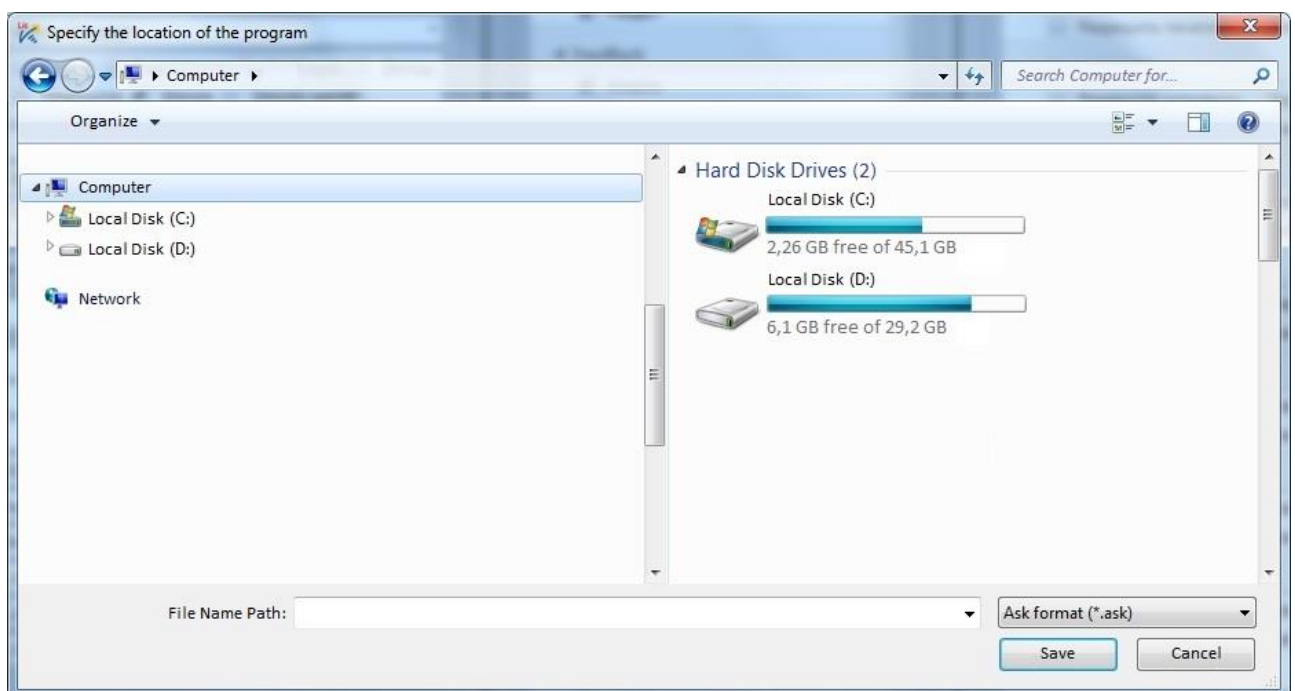 Specify the location of the program
Computer
Search Computer for...
Organize
Computer
Local Disk (C:)
Local Disk (D:)
Network
Hard Disk Drives (2)
Local Disk (C:)
2,26 GB free of 45,1 GB
Local Disk (D:)
6,1 GB free of 29,2 GB
File Name Path:
Ask format (*.ask)
Save
Cancel